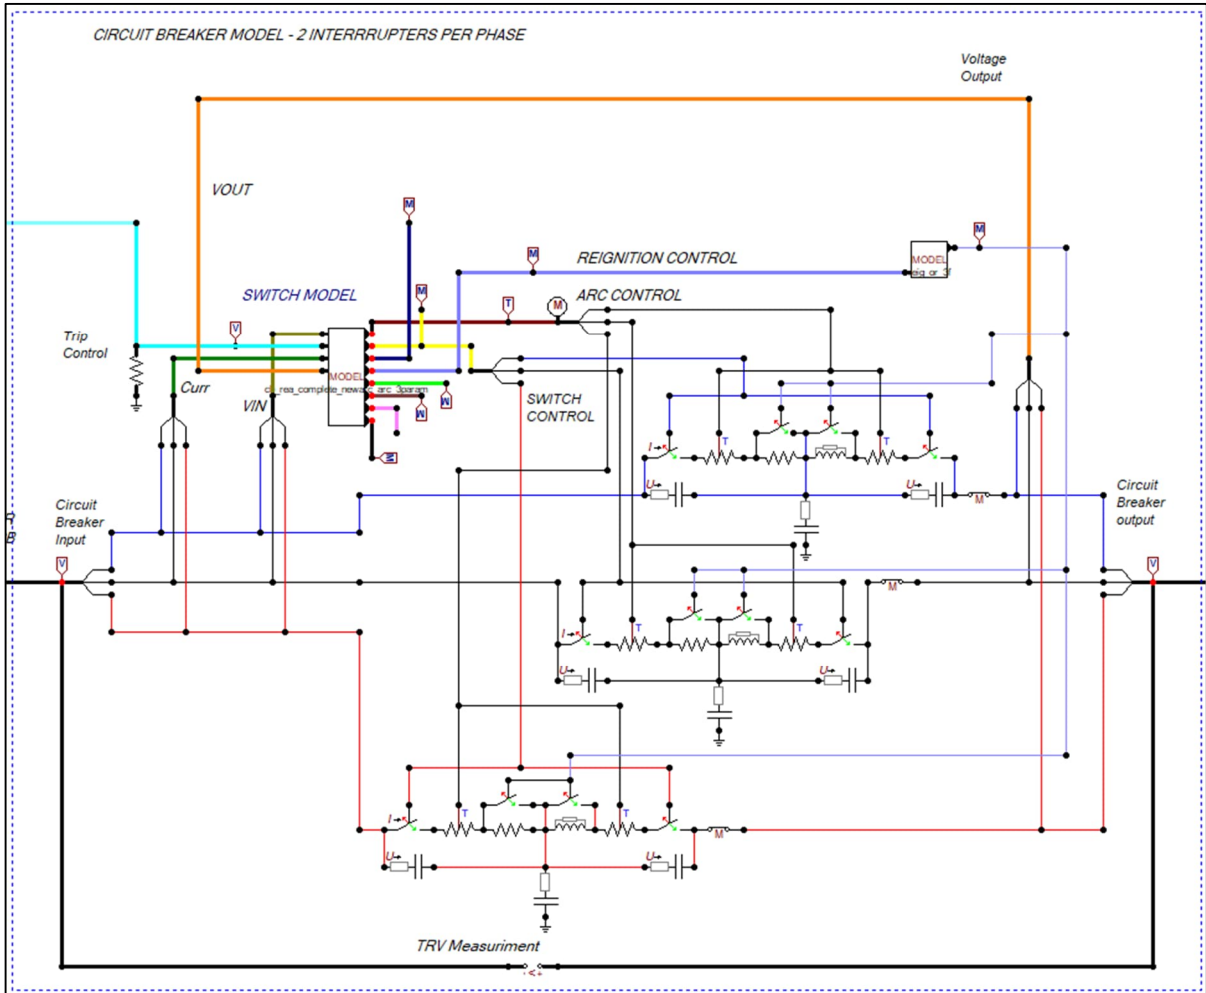 CIRCUIT BREAKER MODEL - 2 INTERRRUPTERS PER PHASE
Voltage
Output
VOUT
M
M
M
REIGNITION CONTROL
MODEL
SWITCH MODEL
M
T
M
ARC CONTROL
V
Trip
Control
MODEL
Curr
VIN
M
M
M
SWITCH
CONTROL
I
T
T
U
U
M
Circuit
Breaker
Input
Circuit
Breaker
output
V
V
M
I
T
T
U
U
I
T
T
M
U
U
TRV Measuriment
- < +